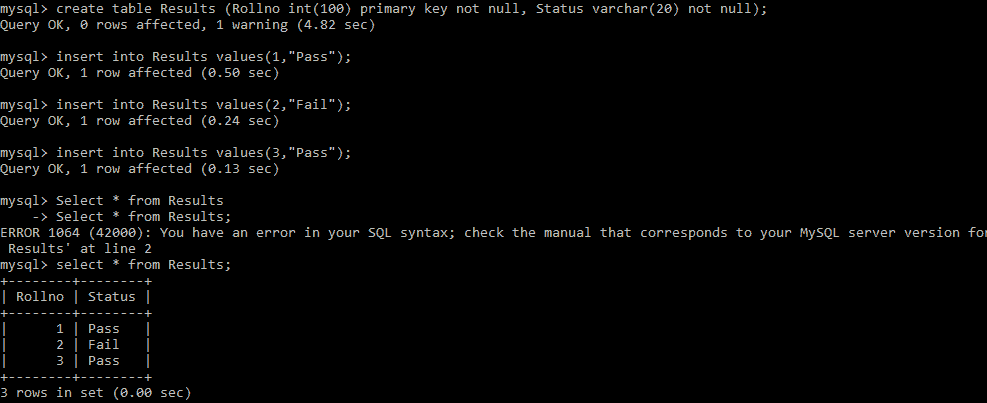 mysql> create table Results (Rollno int(100) primary key not null, Status varchar(20) not null);
Query OK, 0 rows affected, 1 warning (4.82 sec)

mysql> insert into Results values(1,"Pass");
Query OK, 1 row affected (0.50 sec)

mysql> insert into Results values(2,"Fail");
Query OK, 1 row affected (0.24 sec)

mysql> insert into Results values(3,"Pass");
Query OK, 1 row affected (0.13 sec)

mysql> Select * from Results
    -> Select * from Results;
ERROR 1064 (42000): You have an error in your SQL syntax; check the manual that corresponds to your MySQL server version for
 Results' at line 2
mysql> select * from Results;
+--------+--------+
| Rollno | Status |
+--------+--------+
|      1 | Pass   |
|      2 | Fail   |
|      3 | Pass   |
+--------+--------+
3 rows in set (0.00 sec)